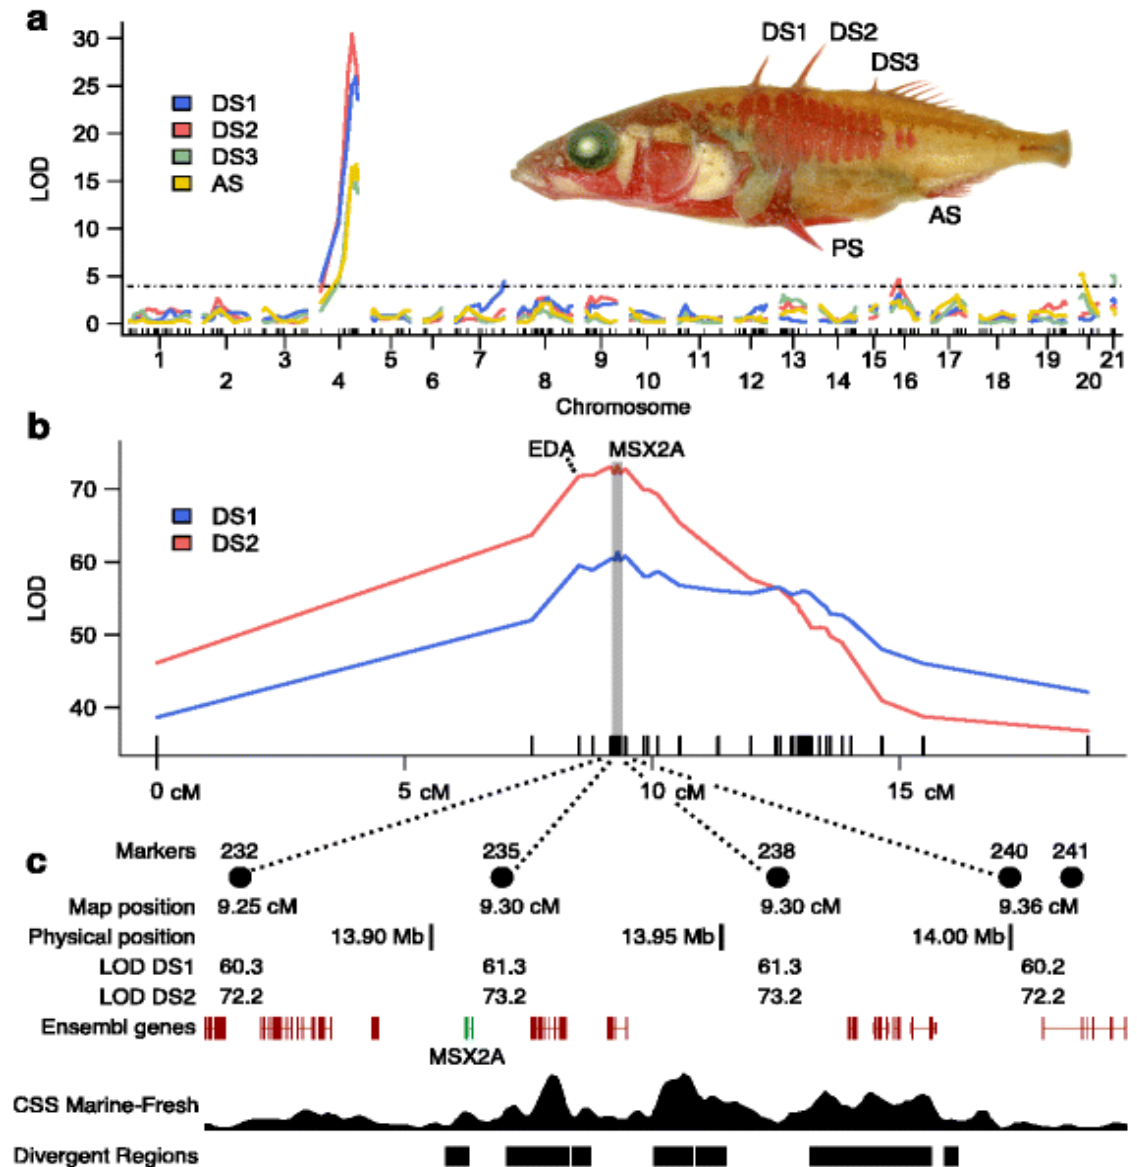 a
30
25
20
15
10
5
0
LOD
DS1
DS2
DS3
AS
DS1 DS2
DS3
AS
PS
1 3 4 5 7 9 11 13 15 17 19 21
2 4 6 8 10 12 14 16 18 20
Chromosome
b
EDA MSX2A
70
60
50
40
LOD
DS1
DS2
0 cM 5 cM 10 cM 15 cM
c
Markers 232 235 238 240 241
Map position 9.25 cM 9.30 cM 9.30 cM 9.36 cM
Physical position 13.90 Mb 13.95 Mb 14.00 Mb
LOD DS1 60.3 61.3 61.3 60.2
LOD DS2 72.2 73.2 73.2 72.2
Ensembl genes
MSX2A
CSS Marine-Fresh
Divergent Regions